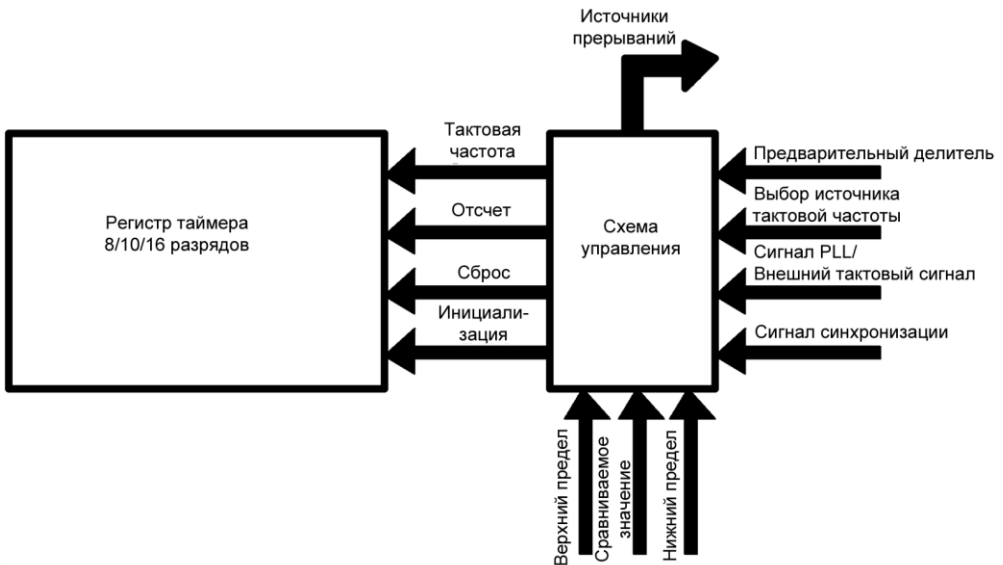 Источники
прерываний
Тактовая
частота
Отсчет
Сброс
Инициали-
зация
Регистр таймера
8/10/16 разрядов
Схема
управления
Предварительный делитель
Выбор источника
тактовой частоты
Сигнал PLL/
Внешний тактовый сигнал
Сигнал синхронизации
Верхний предел
Сравниваемое
значение
Нижний предел